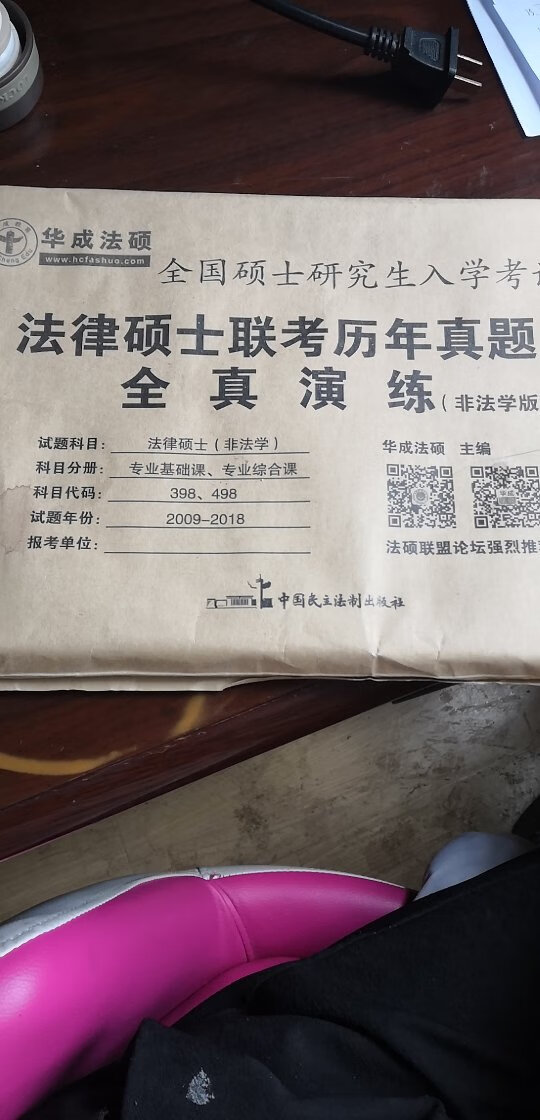 华成法硕
www.hcfashuo.com
全国硕士研究生入学考试
法律硕士联考历年真题
全真演练(非法学版
试题科目: 法律硕士(非法学)
科目分册: 专业基础课、专业综合课
科目代码: 398、498
试题年份: 2009-2018
报考单位:
华成法硕 主编
法硕联盟论坛强烈推
中国民主法制出版社